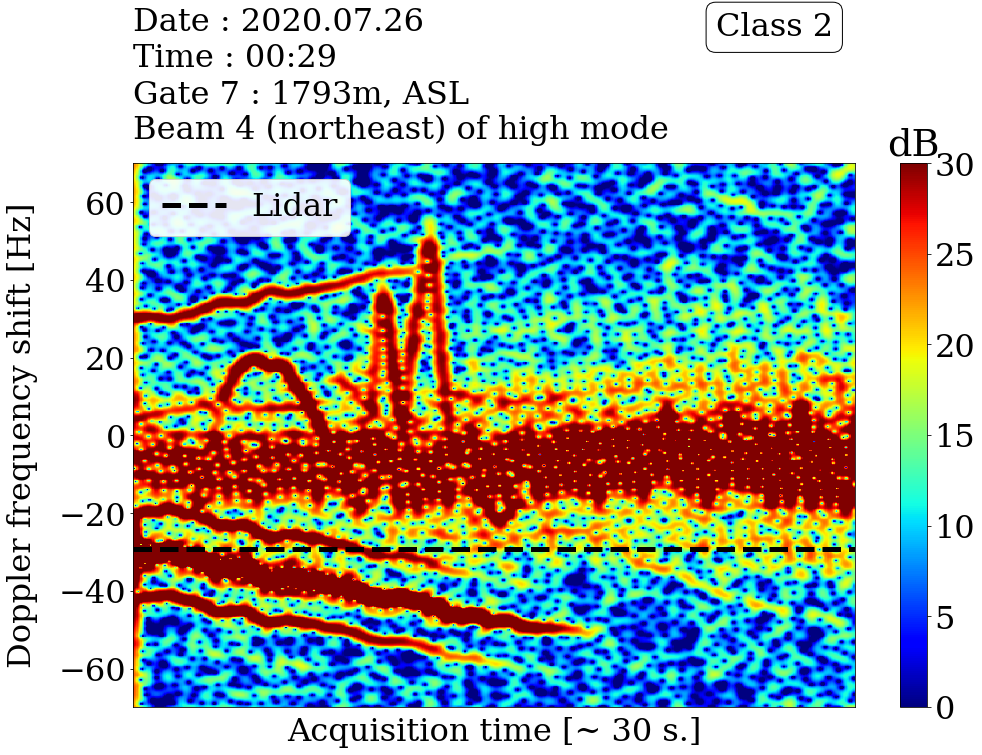 Date : 2020.07.26
Time : 00:29
Gate 7 : 1793m, ASL
Beam 4 (northeast) of high mode
Class 2
dB
Lidar
Doppler frequency shift [Hz]
60
40
20
0
−20
−40
−60
30
25
20
15
10
5
0
Acquisition time [~ 30 s.]